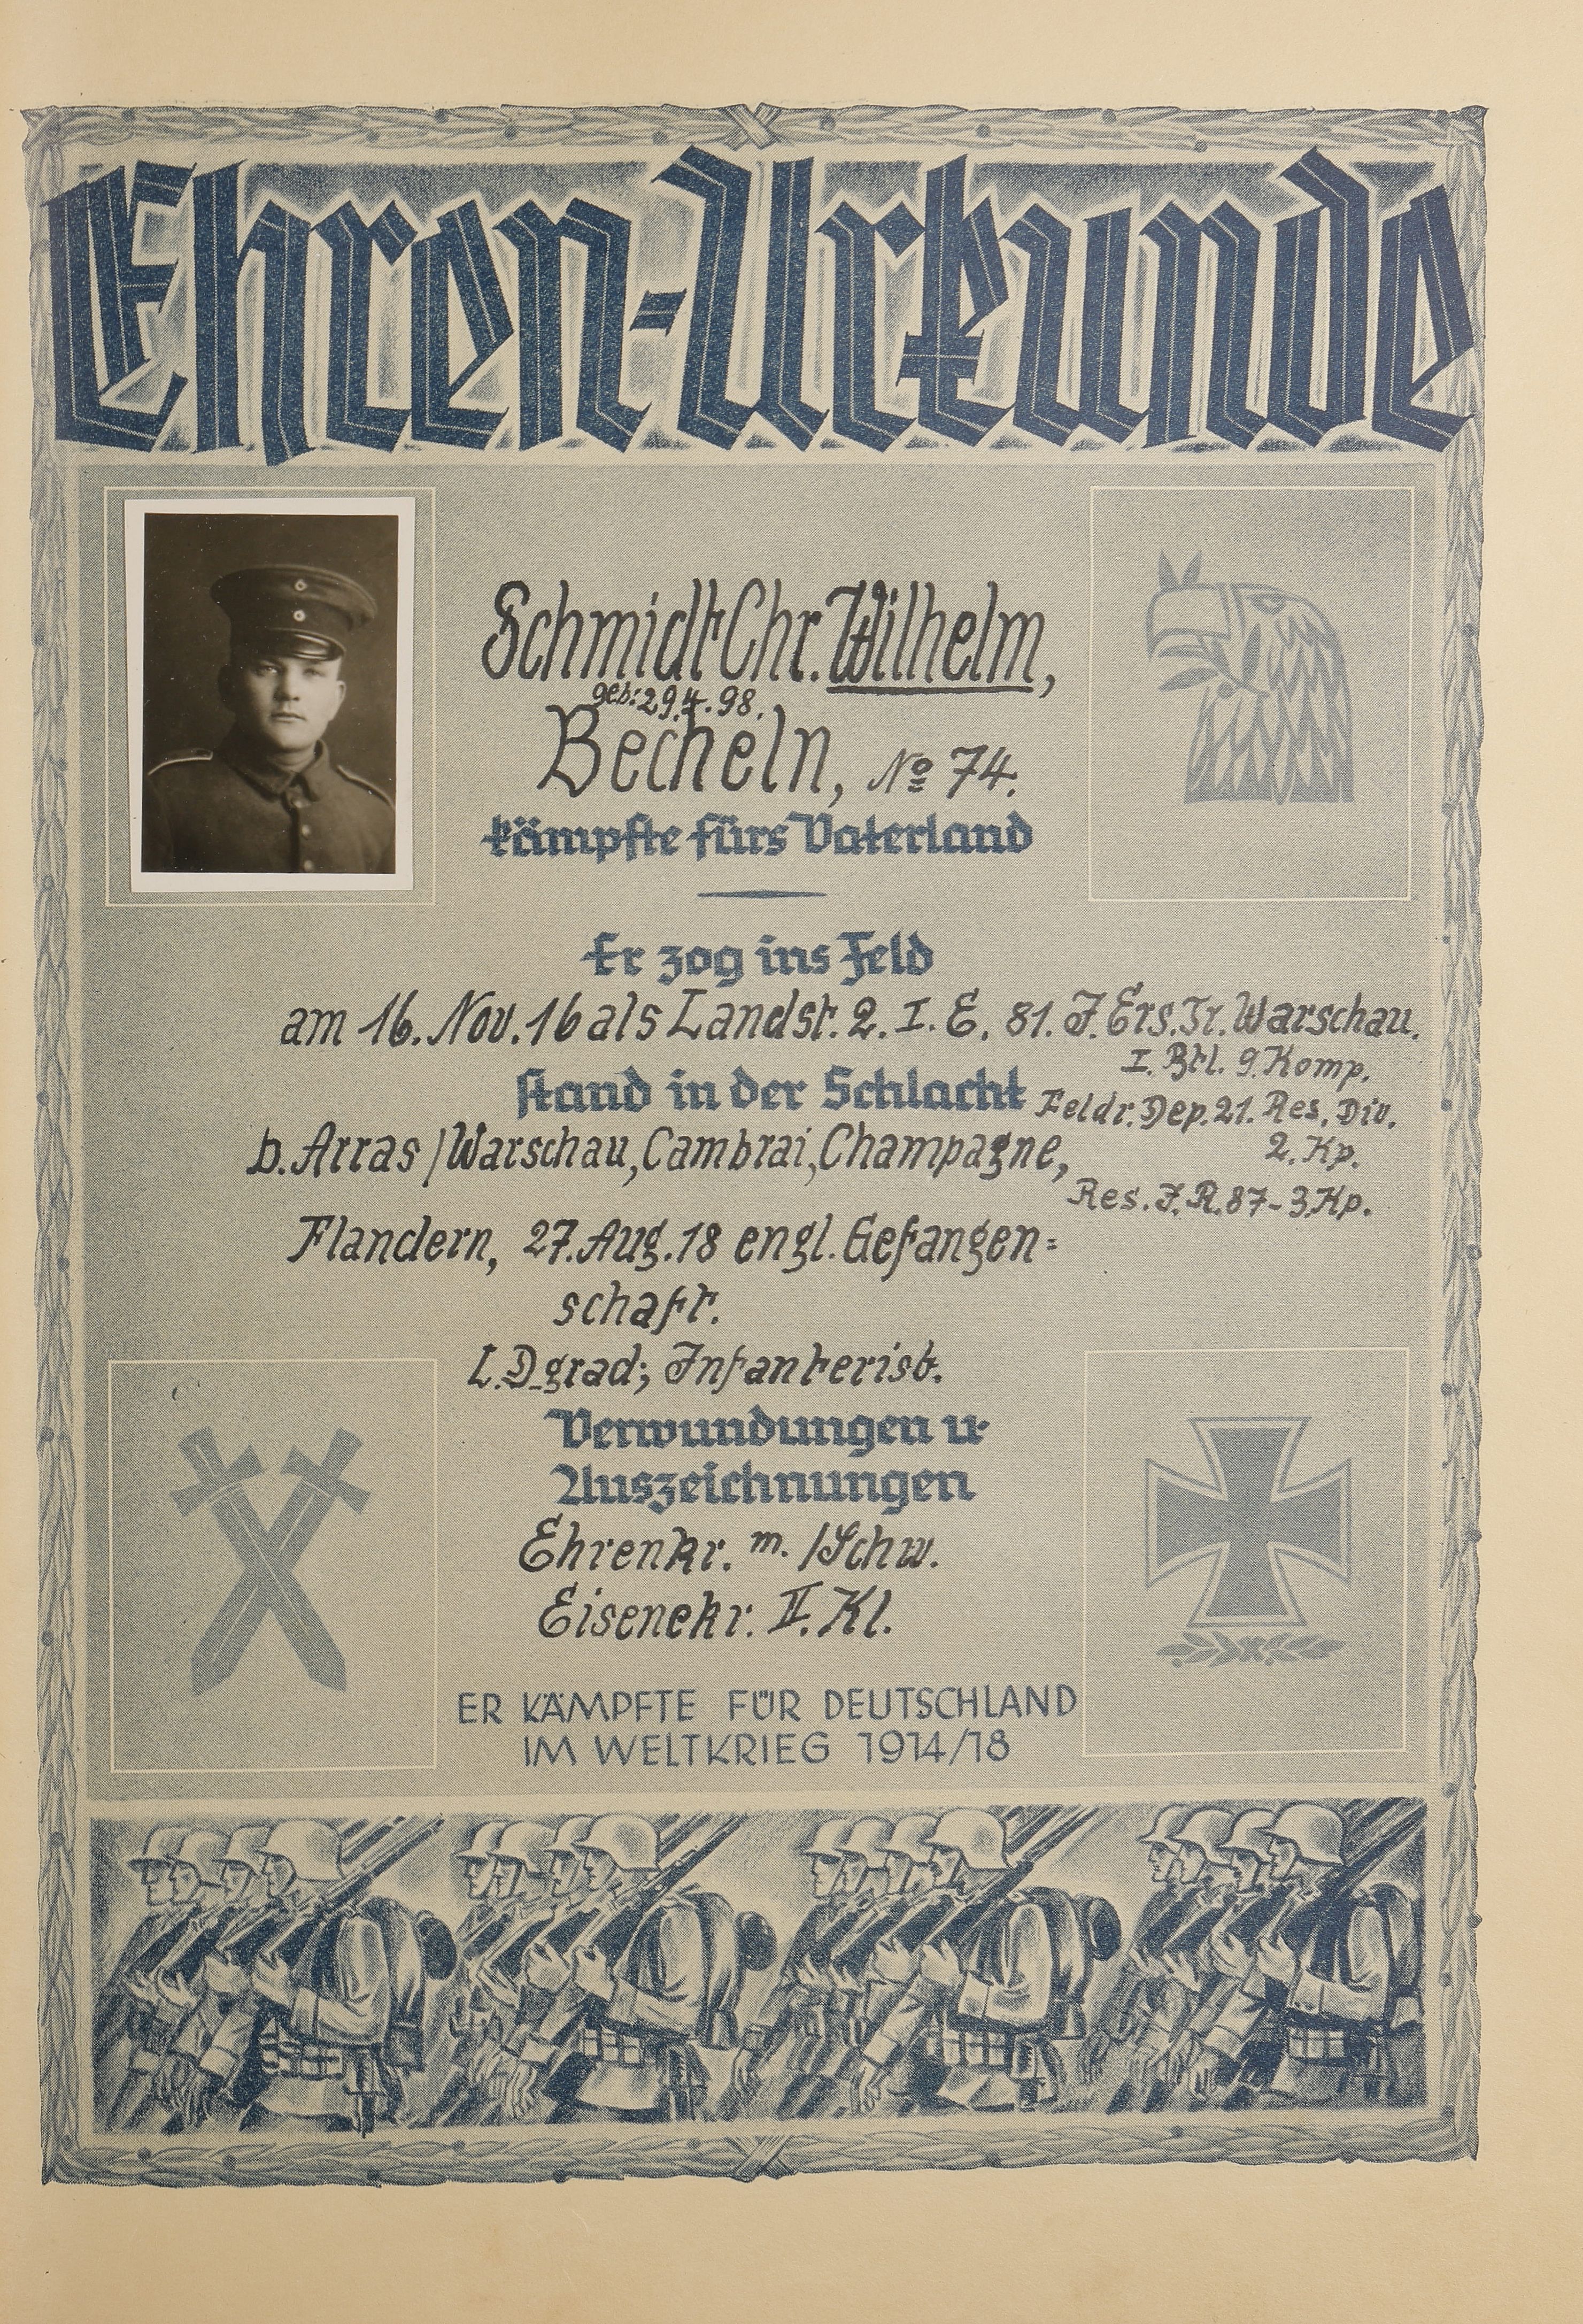 Ehren-Urkunde
Schmidt Chr. Wilhelm,
geb: 29.4.98.
Becheln, No 74.
kämpfte fürs Vaterland
Er zog ins Feld
am 16. Nov. 16 als Landst. 2. I. E. 81. J. Ers. Tr. Warschau.
I. Btl. 9. Komp.
stand in der Schlacht
Feldr. Dep. 21. Res. Div.
2. Kp.
b. Arras / Warschau, Cambrai, Champagne,
Res. J. R. 87 - 3. Kp.
Flandern, 27. Aug. 18 engl. Gefangen=
schaft.
L. D_grad; Infanterist.
Verwundungen u.
Auszeichnungen
Ehrenkr. m. / Schw.
Eisenekr. II. Kl.
ER KÄMPFTE FÜR DEUTSCHLAND
IM WELTKRIEG 1914/18